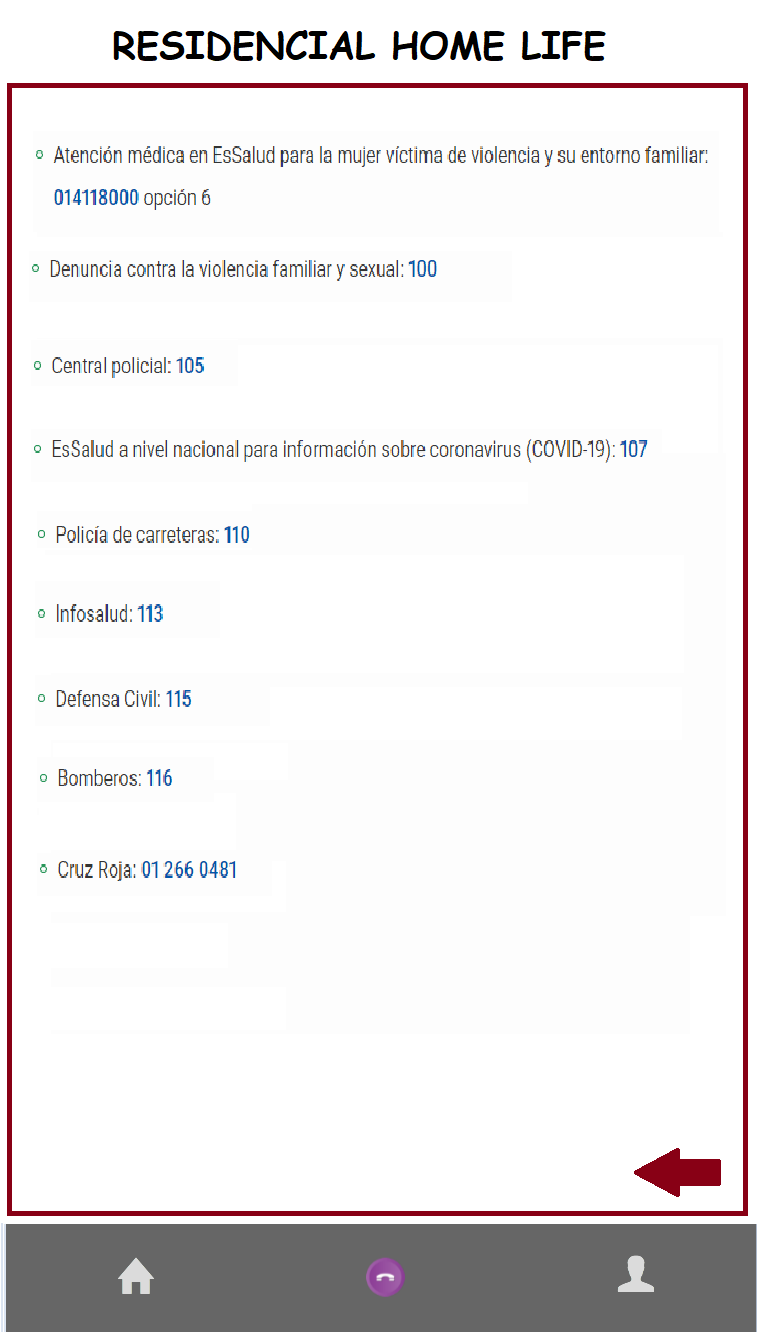 RESIDENCIAL HOME LIFE
Atención médica en EsSalud para la mujer víctima de violencia y su entorno familiar:
014118000 opción 6
Denuncia contra la violencia familiar y sexual: 100
Central policial: 105
EsSalud a nivel nacional para información sobre coronavirus (COVID-19): 107
Policía de carreteras: 110
Infosalud: 113
Defensa Civil: 115
Bomberos: 116
Cruz Roja: 01 266 0481